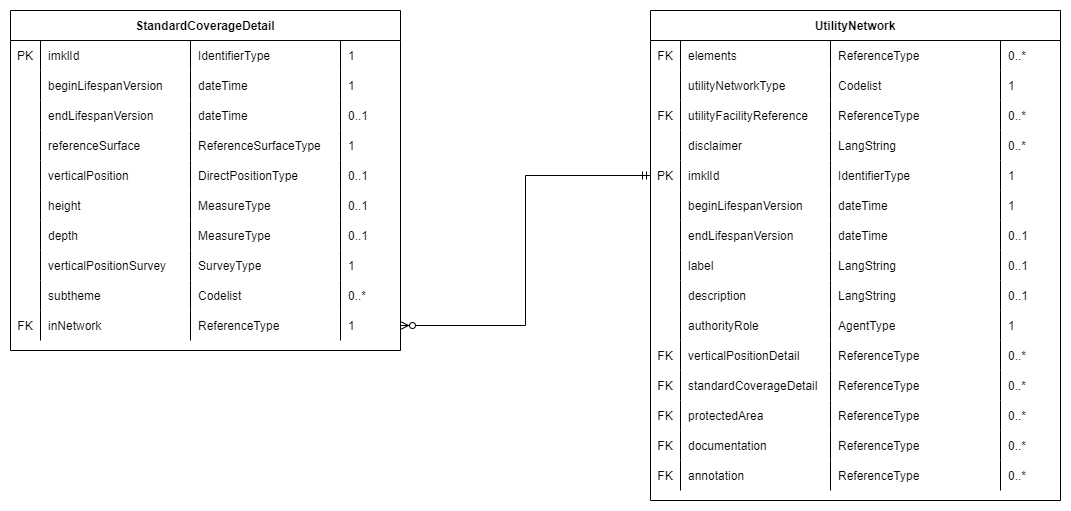 StandardCoverageDetail
PK imklId IdentifierType 1
beginLifespanVersion dateTime 1
endLifespanVersion dateTime 0..1
referenceSurface ReferenceSurfaceType 1
verticalPosition DirectPositionType 0..1
height MeasureType 0..1
depth MeasureType 0..1
verticalPositionSurvey SurveyType 1
subtheme Codelist 0..*
FK inNetwork ReferenceType 1
UtilityNetwork
FK elements ReferenceType 0..*
utilityNetworkType Codelist 1
FK utilityFacilityReference ReferenceType 0..*
disclaimer LangString 0..*
PK imklId IdentifierType 1
beginLifespanVersion dateTime 1
endLifespanVersion dateTime 0..1
label LangString 0..1
description LangString 0..1
authorityRole AgentType 1
FK verticalPositionDetail ReferenceType 0..*
FK standardCoverageDetail ReferenceType 0..*
FK protectedArea ReferenceType 0..*
FK documentation ReferenceType 0..*
FK annotation ReferenceType 0..*